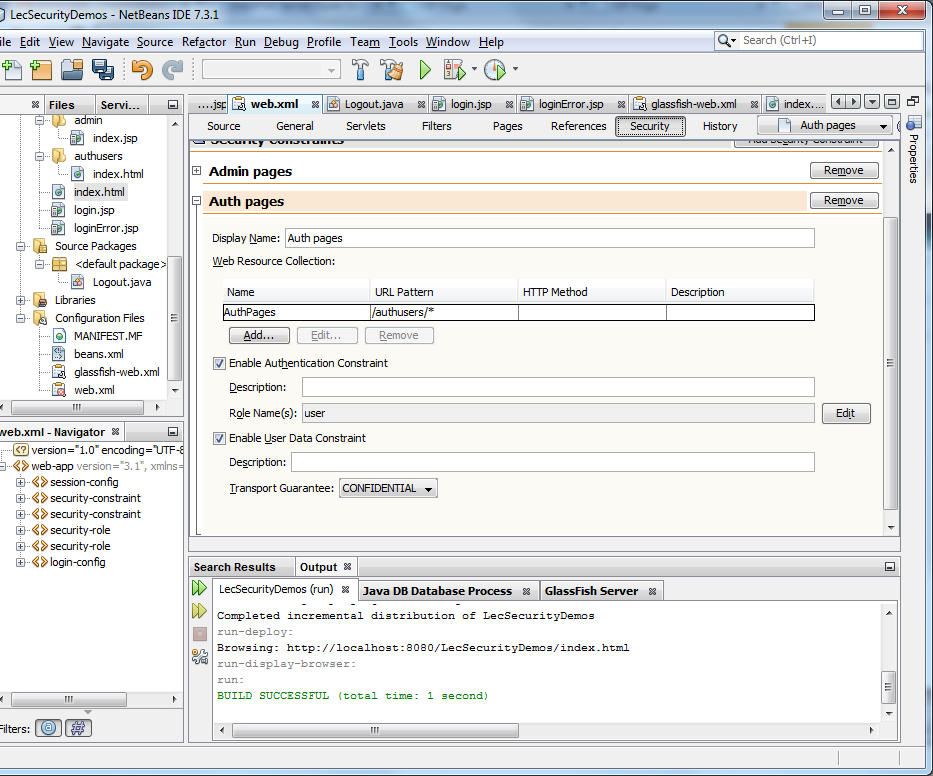 LecSecurityDemos - NetBeans IDE 7.3.1
ile Edit View Navigate Source Refactor Run Debug Profile Team Tools Window Help
Search (Ctrl+I)
Files Servi...
....jsp web.xml Logout.java login.jsp loginError.jsp glassfish-web.xml index....
Source General Servlets Filters Pages References Security History Auth pages
Properties
admin
index.jsp
authusers
index.html
index.html
login.jsp
loginError.jsp
Source Packages
<default package>
Logout.java
Libraries
Configuration Files
MANIFEST.MF
beans.xml
glassfish-web.xml
web.xml
Security Constraints Add Security Constraint
Admin pages Remove
Auth pages Remove
Display Name: Auth pages
Web Resource Collection:
Name URL Pattern HTTP Method Description
AuthPages /authusers/*
Add... Edit... Remove
Enable Authentication Constraint
Description:
Role Name(s): user Edit
Enable User Data Constraint
Description:
Transport Guarantee: CONFIDENTIAL
web.xml - Navigator
version="1.0" encoding="UTF-8
web-app version="3.1", xmlns=
session-config
security-constraint
security-constraint
security-role
security-role
login-config
Filters:
Search Results Output
LecSecurityDemos (run) Java DB Database Process GlassFish Server
Completed incremental distribution of LecSecurityDemos
run-deploy:
Browsing: http://localhost:8080/LecSecurityDemos/index.html
run-display-browser:
run:
BUILD SUCCESSFUL (total time: 1 second)